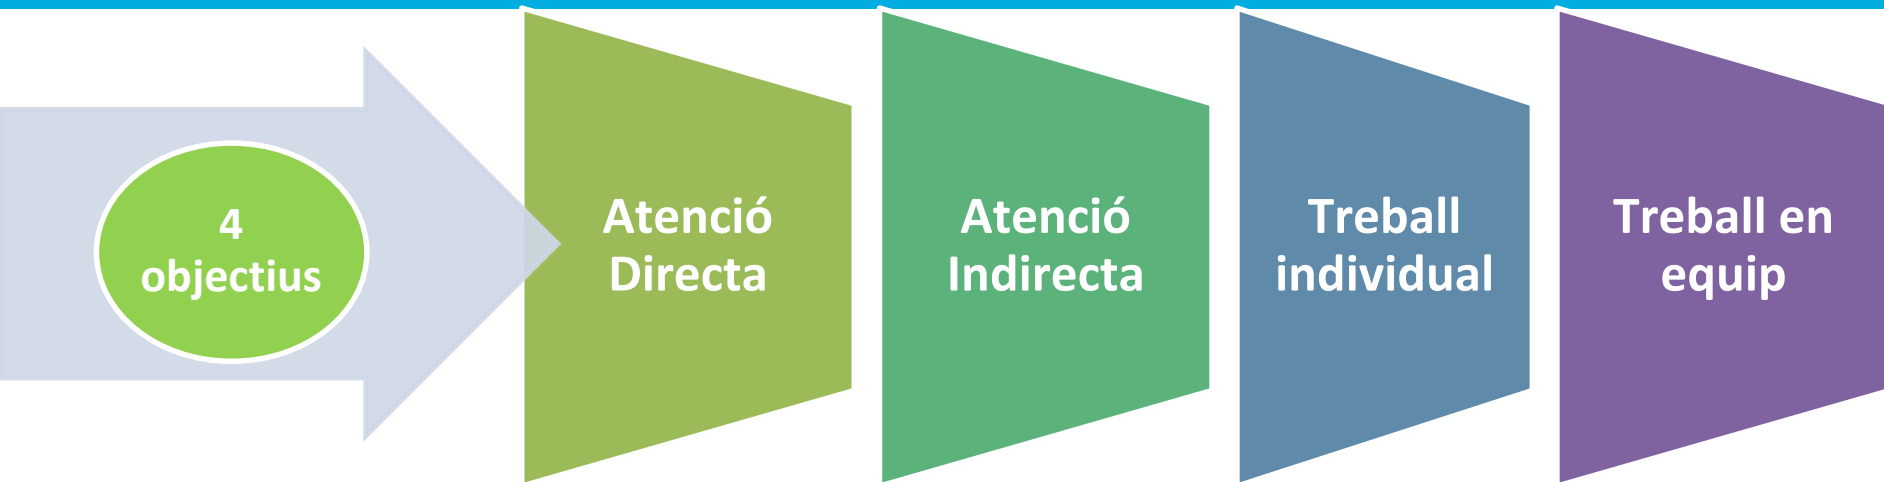 4
objectius
Atenció
Directa
Atenció
Indirecta
Treball
individual
Treball en
equip